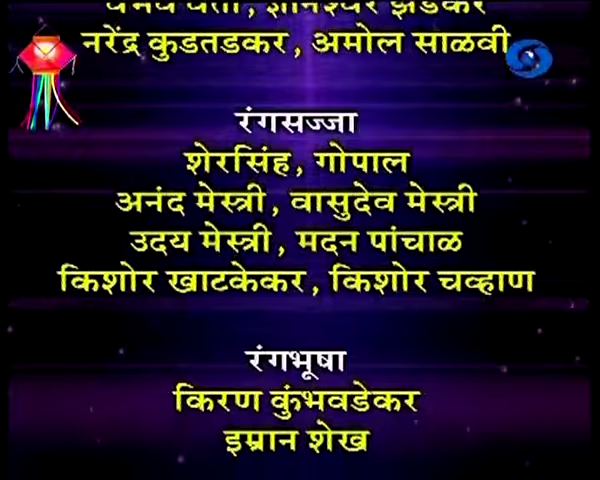 नरेंद्र कुडतडकर, अमोल साळवी
रंगसज्जा
शेरसिंह, गोपाल
अनंद मेस्त्री, वासुदेव मेस्त्री
उदय मेस्त्री, मदन पांचाळ
किशोर खाटकेकर, किशोर चव्हाण
रंगभूषा
किरण कुंभवडेकर
इम्रान शेख